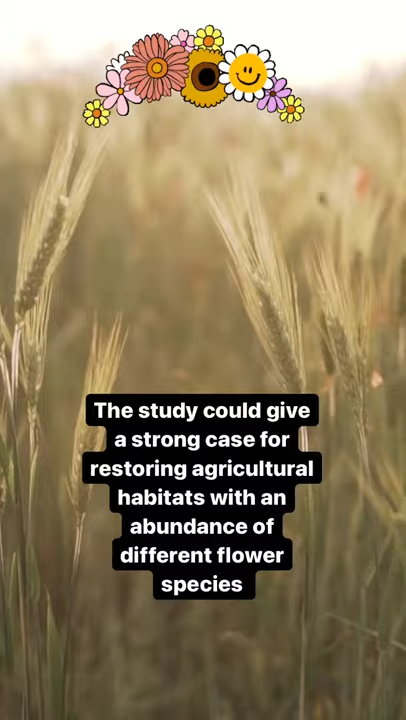 The study could give
a strong case for
restoring agricultural
habitats with an
abundance of
different flower
species